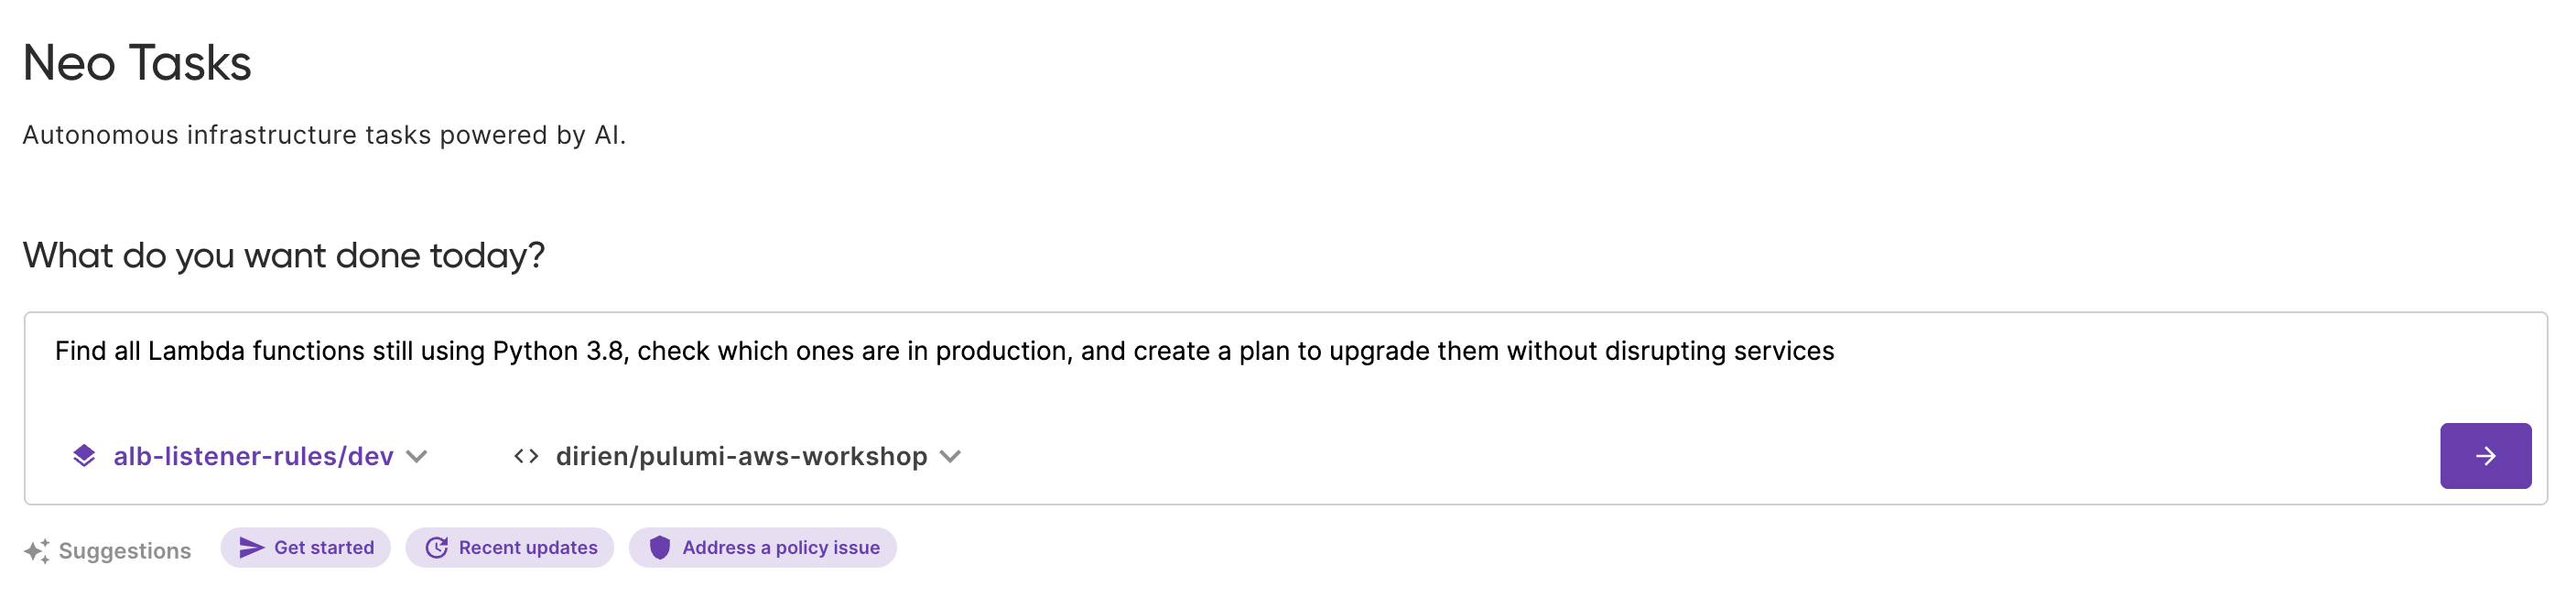 Neo Tasks
Autonomous infrastructure tasks powered by AI.
What do you want done today?
Find all Lambda functions still using Python 3.8, check which ones are in production, and create a plan to upgrade them without disrupting services
alb-listener-rules/dev dirien/pulumi-aws-workshop
Suggestions Get started Recent updates Address a policy issue